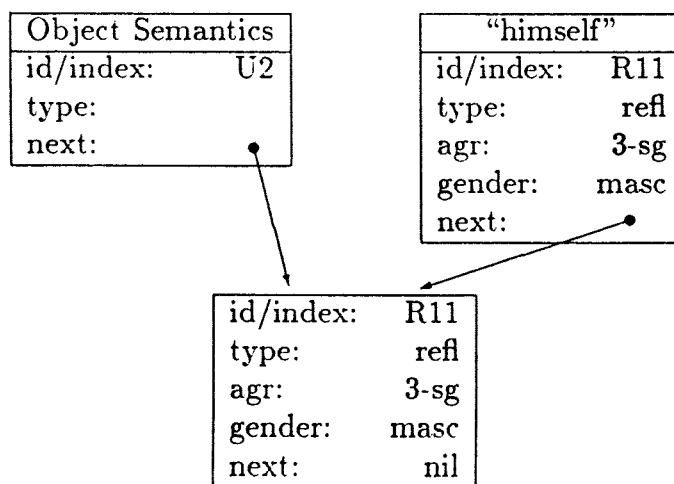 Object Semantics
id/index: U2
type:
next:
“himself”
id/index: R11
type: refl
agr: 3-sg
gender: masc
next:
id/index: R11
type: refl
agr: 3-sg
gender: masc
next: nil